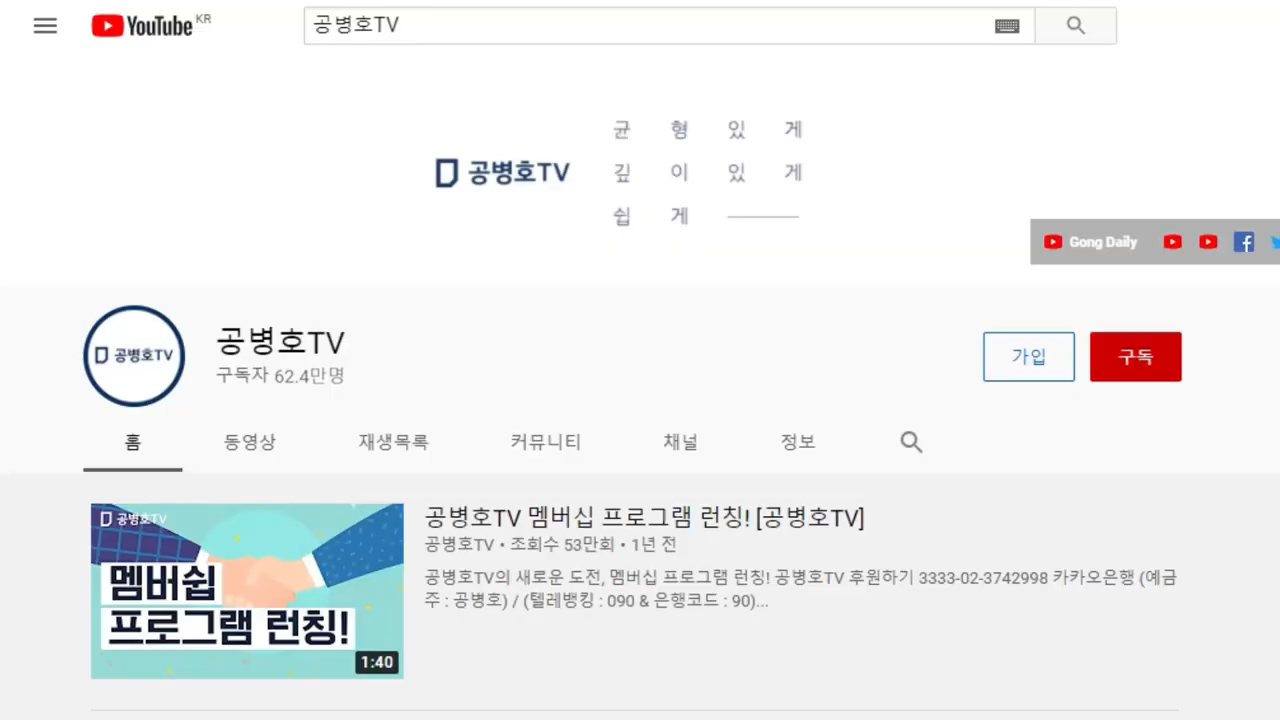 YouTube KR
공병호TV
균 형 있 게
공병호TV
깊 이 있 게
쉽 게
Gong Daily
공병호TV
공병호TV
구독자 62.4만명
가입
구독
홈
동영상
재생목록
커뮤니티
채널
정보
공병호TV
멤버쉽
프로그램 런칭!
1:40
공병호TV 멤버십 프로그램 런칭! [공병호TV]
공병호TV • 조회수 53만회 • 1년 전
공병호TV의 새로운 도전, 멤버십 프로그램 런칭! 공병호TV 후원하기 3333-02-3742998 카카오은행 (예금
주 : 공병호) / (텔레뱅킹 : 090 & 은행코드 : 90)...